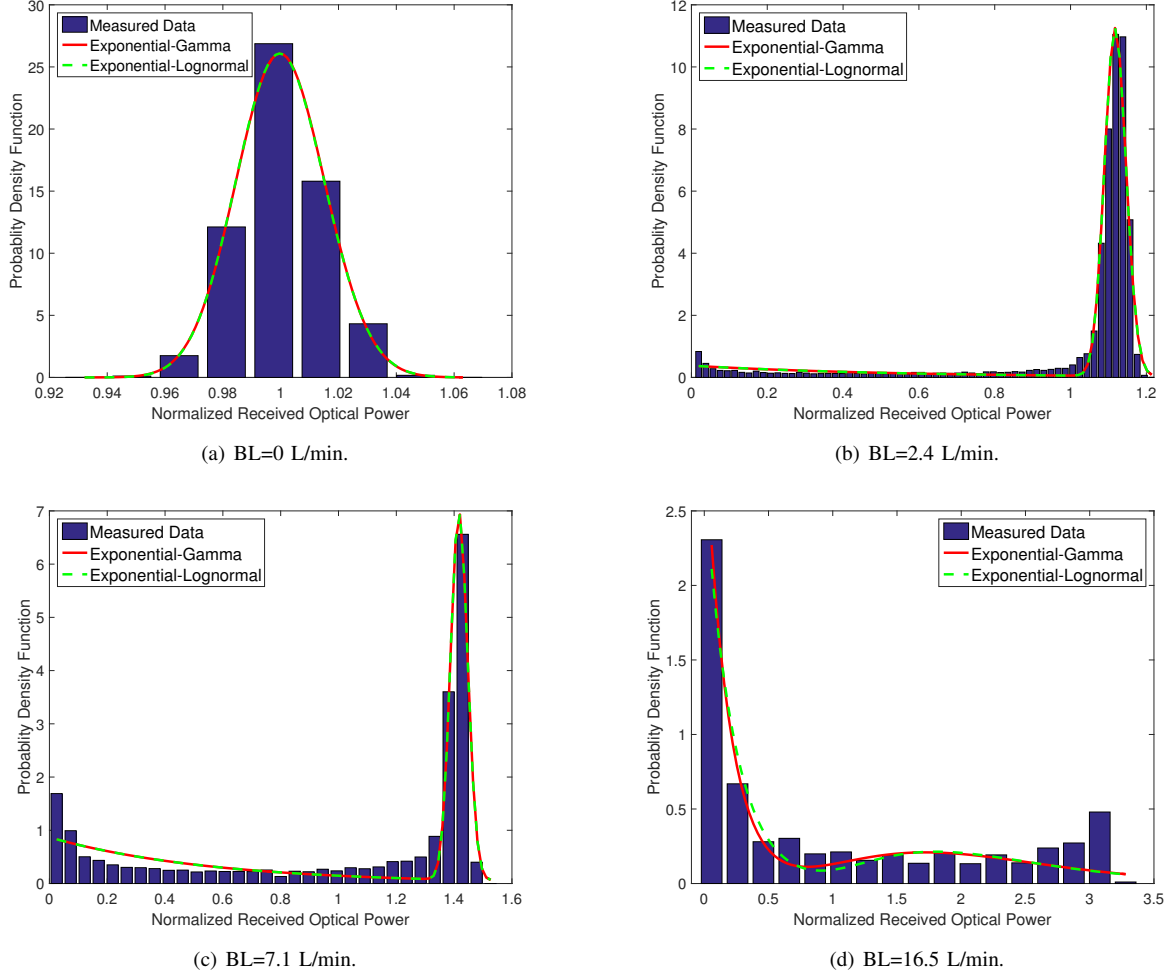 30
25
20
15
10
5
0
0.92 0.94 0.96 0.98 1 1.02 1.04 1.06 1.08
Probablity Density Function
Normalized Received Optical Power
Measured Data
Exponential-Gamma
Exponential-Lognormal
(a) BL=0 L/min.
12
10
8
6
4
2
0
0 0.2 0.4 0.6 0.8 1 1.2
Probablity Density Function
Normalized Received Optical Power
Measured Data
Exponential-Gamma
Exponential-Lognormal
(b) BL=2.4 L/min.
7
6
5
4
3
2
1
0
0 0.2 0.4 0.6 0.8 1 1.2 1.4 1.6
Probablity Density Function
Normalized Received Optical Power
Measured Data
Exponential-Gamma
Exponential-Lognormal
(c) BL=7.1 L/min.
2.5
2
1.5
1
0.5
0
0 0.5 1 1.5 2 2.5 3 3.5
Probablity Density Function
Normalized Received Optical Power
Measured Data
Exponential-Gamma
Exponential-Lognormal
(d) BL=16.5 L/min.